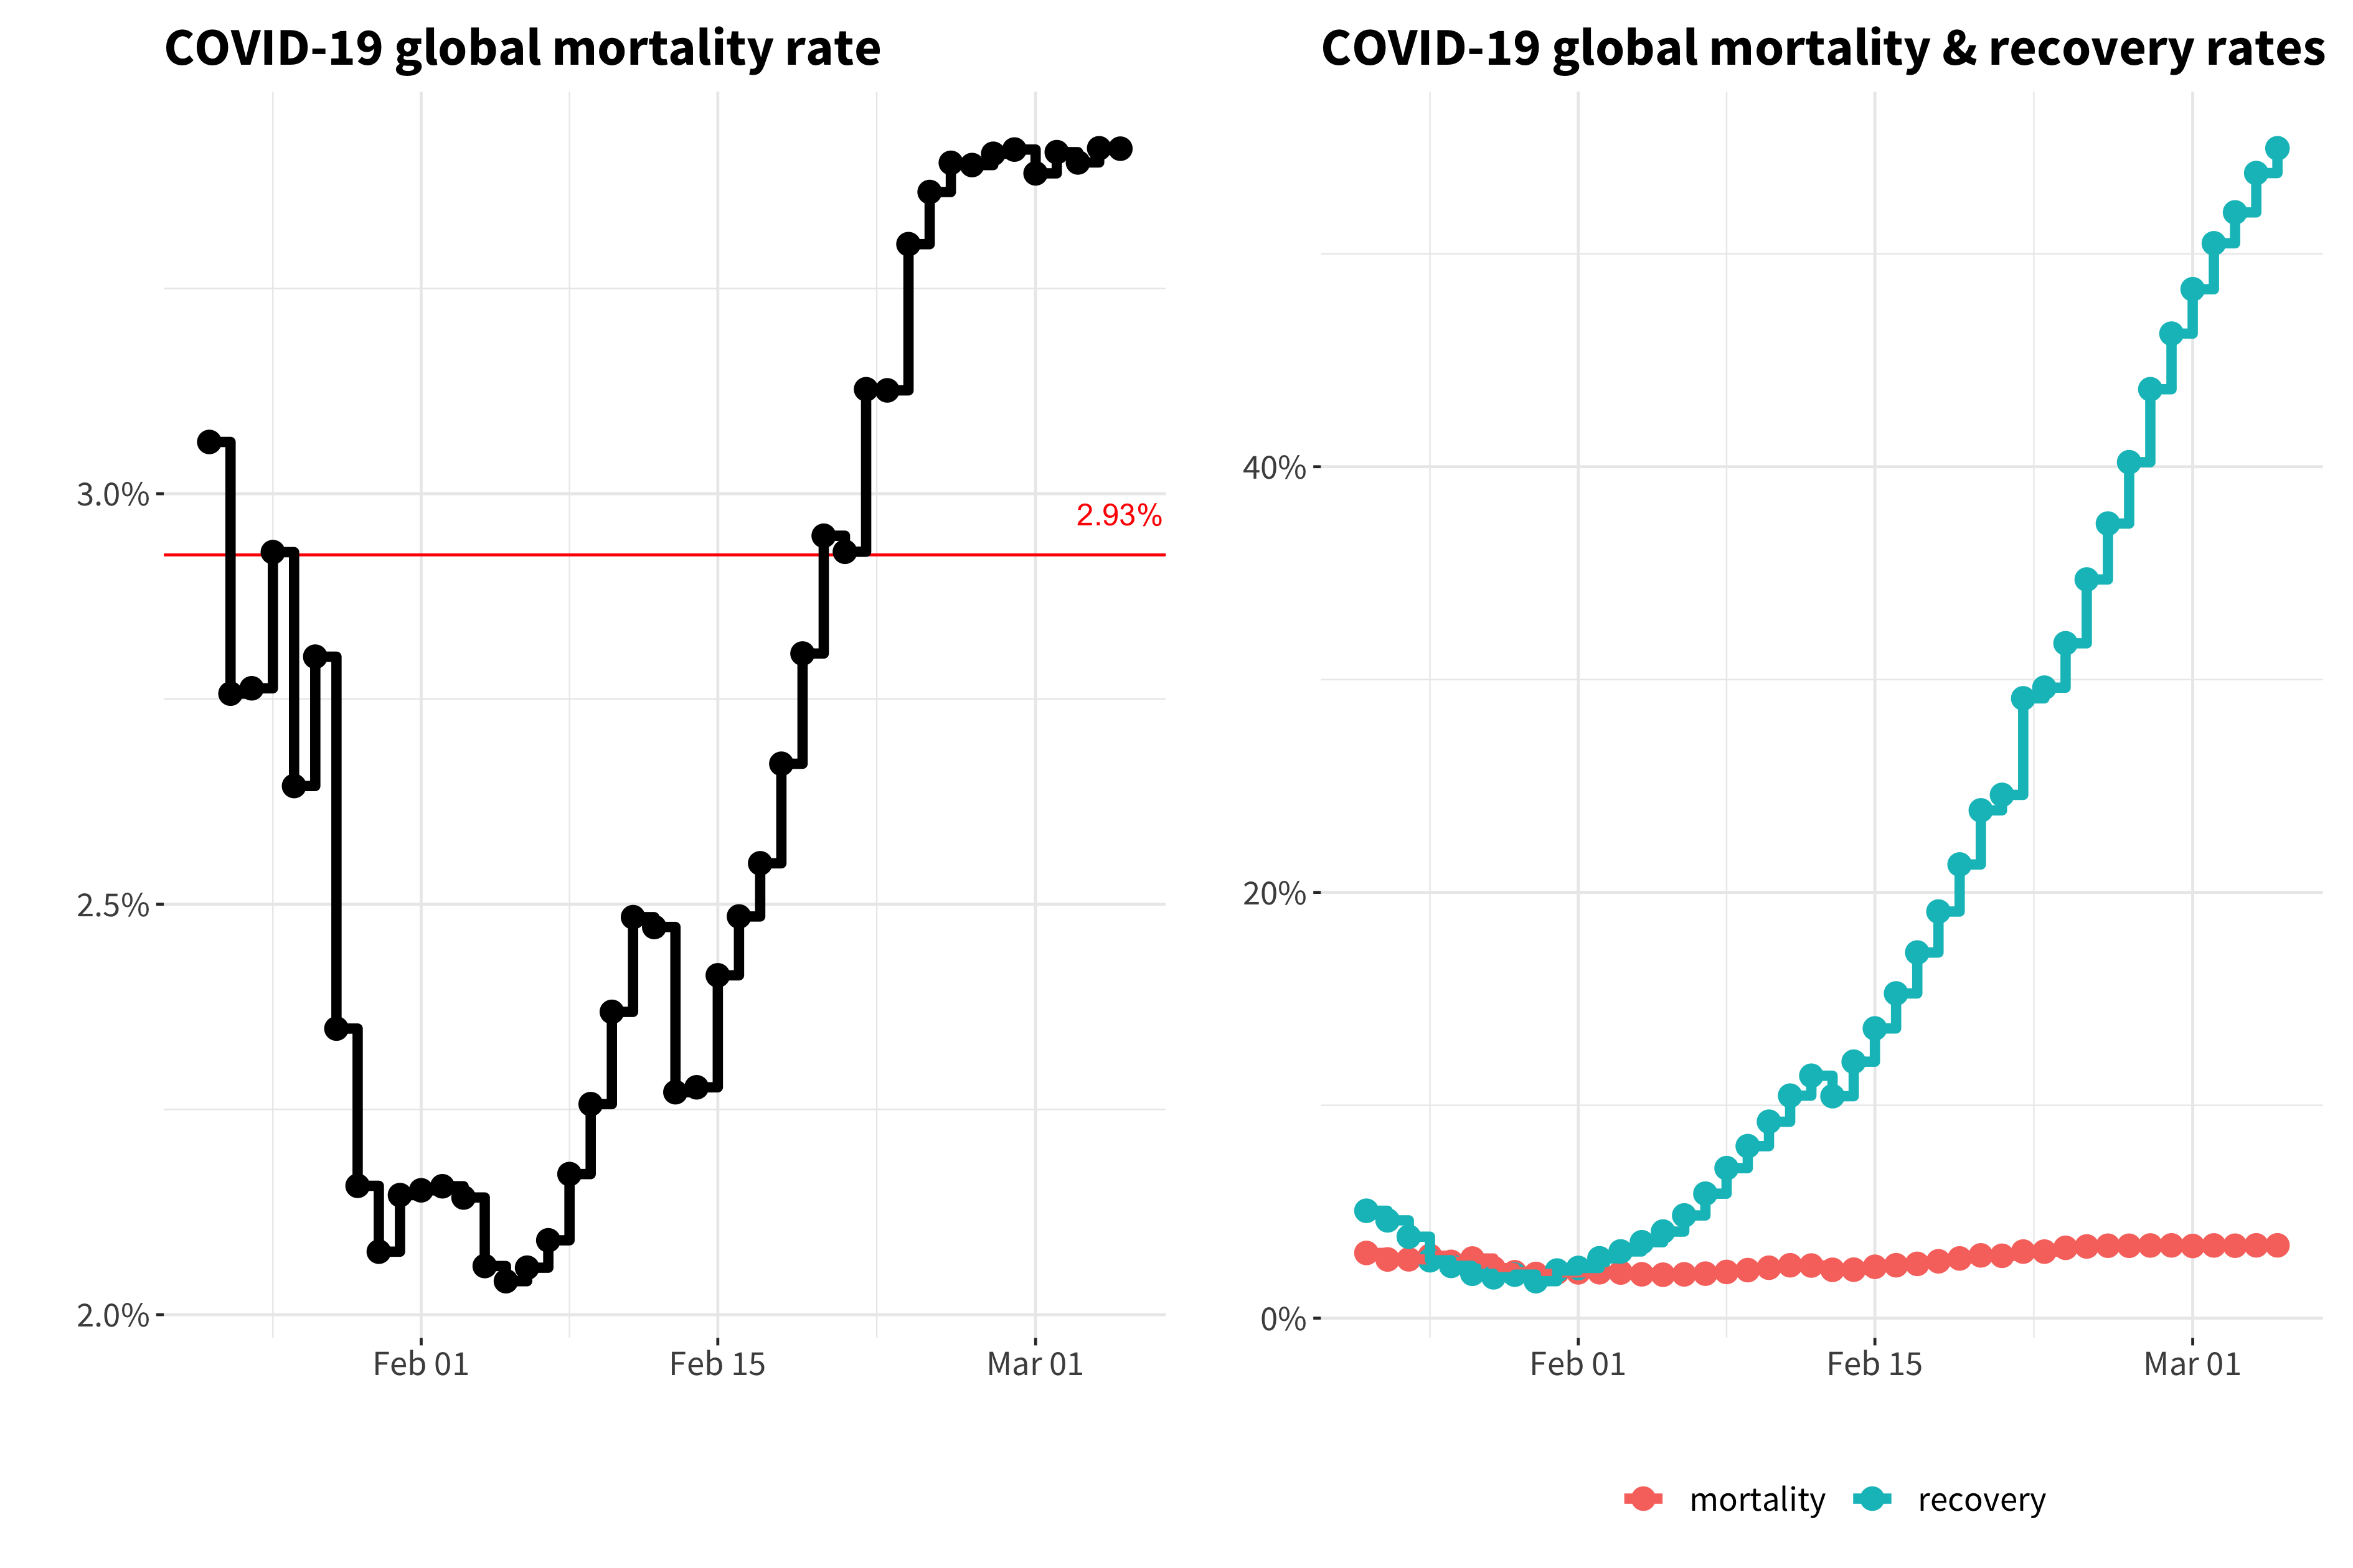 COVID-19 global mortality rate
3.0%
2.93%
2.5%
2.0%
Feb 01
Feb 15
Mar 01
COVID-19 global mortality & recovery rates
40%
20%
0%
Feb 01
Feb 15
Mar 01
mortality
recovery